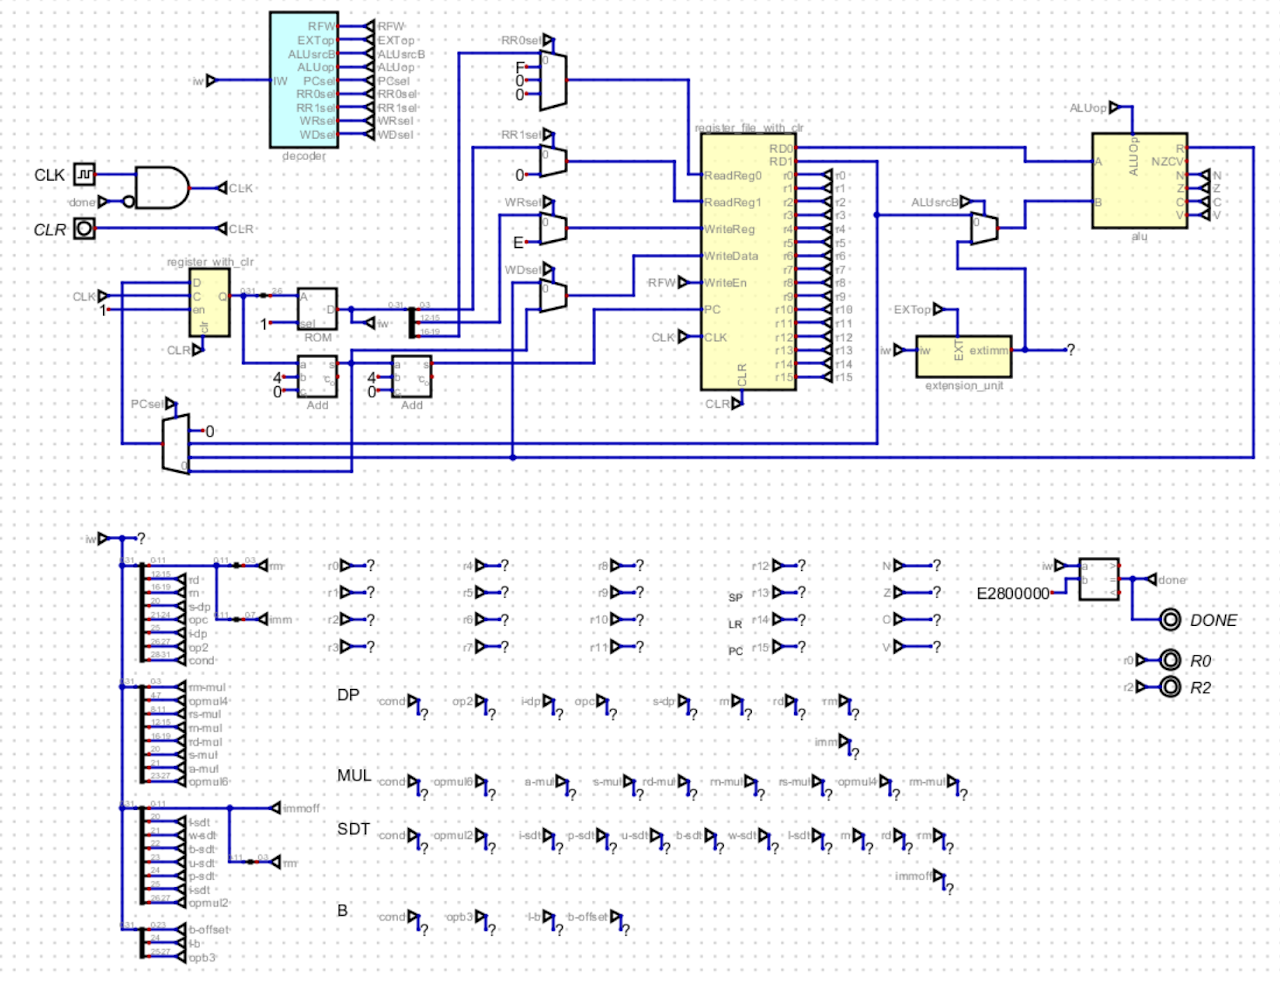 RFW RFW
EXTop EXTop
ALUsrcB ALUsrcB
ALUop ALUop
iw IW PCsel PCsel
RR0sel RR0sel
RR1sel RR1sel
WRsel WRsel
WDsel WDsel
decoder
RR0sel
0
F
0
0
RR1sel
0
0
WRsel
0
E
WDsel
0
CLK
done
CLK
CLR CLR
register_with_clr
D
CLK C Q
1 en
clr
CLR
0-31 2-6
A
D
1 sel
ROM
iw
0-31 0-3
12-15
16-19
a s
4 b
0
Add
a s
4 b
0
Add
PCsel
0
0
register_file_with_clr
RD0
RD1
ReadReg0 r0 r0
r1 r1
ReadReg1 r2 r2
r3 r3
WriteReg r4 r4
r5 r5
WriteData r6 r6
r7 r7
RFW WriteEn r8 r8
r9 r9
PC r10 r10
r11 r11
CLK CLK r12 r12
r13 r13
r14 r14
r15 r15
CLR
CLR
ALUop
ALUOp
R
A NZCV
N N
Z Z
B C C
V V
alu
ALUsrcB
0
EXTop
EXT
iw iw extimm ?
extension_unit
iw ?
0-31 0-11 0-11 0-3 rm
12-15 rd
16-19 rn
20 s-dp
21-24 opc 0-11 0-7 imm
25 i-dp
26-27 op2
28-31 cond
0-31 0-3 rm-mul
4-7 opmul4
8-11 rs-mul
12-15 rn-mul
16-19 rd-mul
20 s-mul
21 a-mul
22-27 opmul6
0-31 0-11 immoff
20 l-sdt
21 w-sdt
22 b-sdt
23 u-sdt 0-11 0-3 rm
24 p-sdt
25 i-sdt
26-27 opmul2
0-31 0-23 b-offset
24 l-b
25-27 opb3
r0 ? r4 ? r8 ? r12 ? N ?
r1 ? r5 ? r9 ? SP r13 ? Z ?
r2 ? r6 ? r10 ? LR r14 ? C ?
r3 ? r7 ? r11 ? PC r15 ? V ?
iw a >
E2800000 b = done
<
DONE
r0 R0
r2 R2
DP cond ? op2 ? i-dp ? opc ? s-dp ? rn ? rd ? rm ?
imm ?
MUL cond ? opmul6 ? a-mul ? s-mul ? rd-mul ? rn-mul ? rs-mul ? opmul4 ? rm-mul ?
SDT cond ? opmul2 ? i-sdt ? p-sdt ? u-sdt ? b-sdt ? w-sdt ? l-sdt ? rn ? rd ? rm ?
immoff ?
B cond ? opb3 ? l-b ? b-offset ?